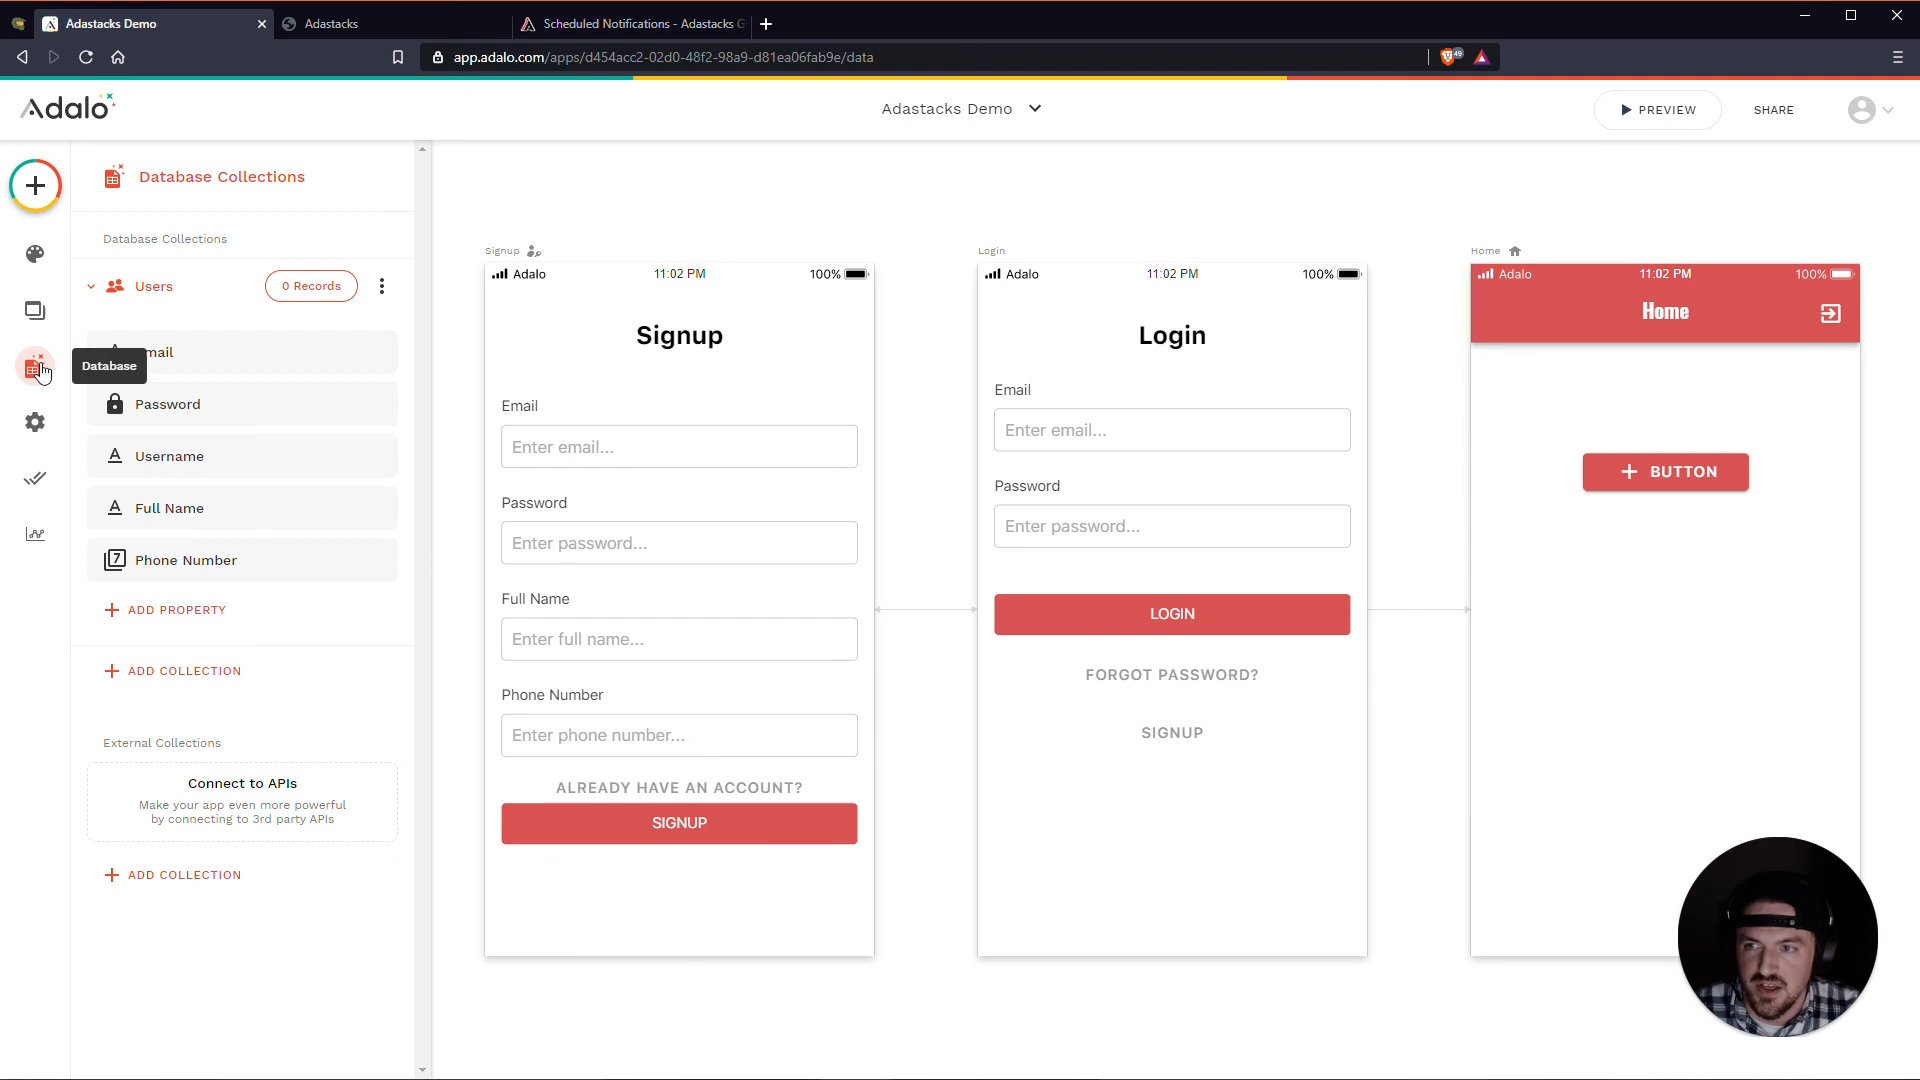 Adastacks Demo
Adastacks
Scheduled Notifications - Adastacks G
49
app.adalo.com/apps/d454acc2-02d0-48f2-98a9-d81ea06fab9e/data
Adalo
Adastacks Demo
PREVIEW
SHARE
Database Collections
Database Collections
Users
0 Records
mail
Database
Password
Username
Full Name
7
Phone Number
ADD PROPERTY
ADD COLLECTION
External Collections
Connect to APIs
Make your app even more powerful
by connecting to 3rd party APIs
ADD COLLECTION
Signup
Adalo
11:02 PM
100%
Signup
Email
Enter email...
Password
Enter password...
Full Name
Enter full name...
Phone Number
Enter phone number...
ALREADY HAVE AN ACCOUNT?
SIGNUP
Login
Adalo
11:02 PM
100%
Login
Email
Enter email...
Password
Enter password...
LOGIN
FORGOT PASSWORD?
SIGNUP
Home
Adalo
11:02 PM
100%
Home
BUTTON